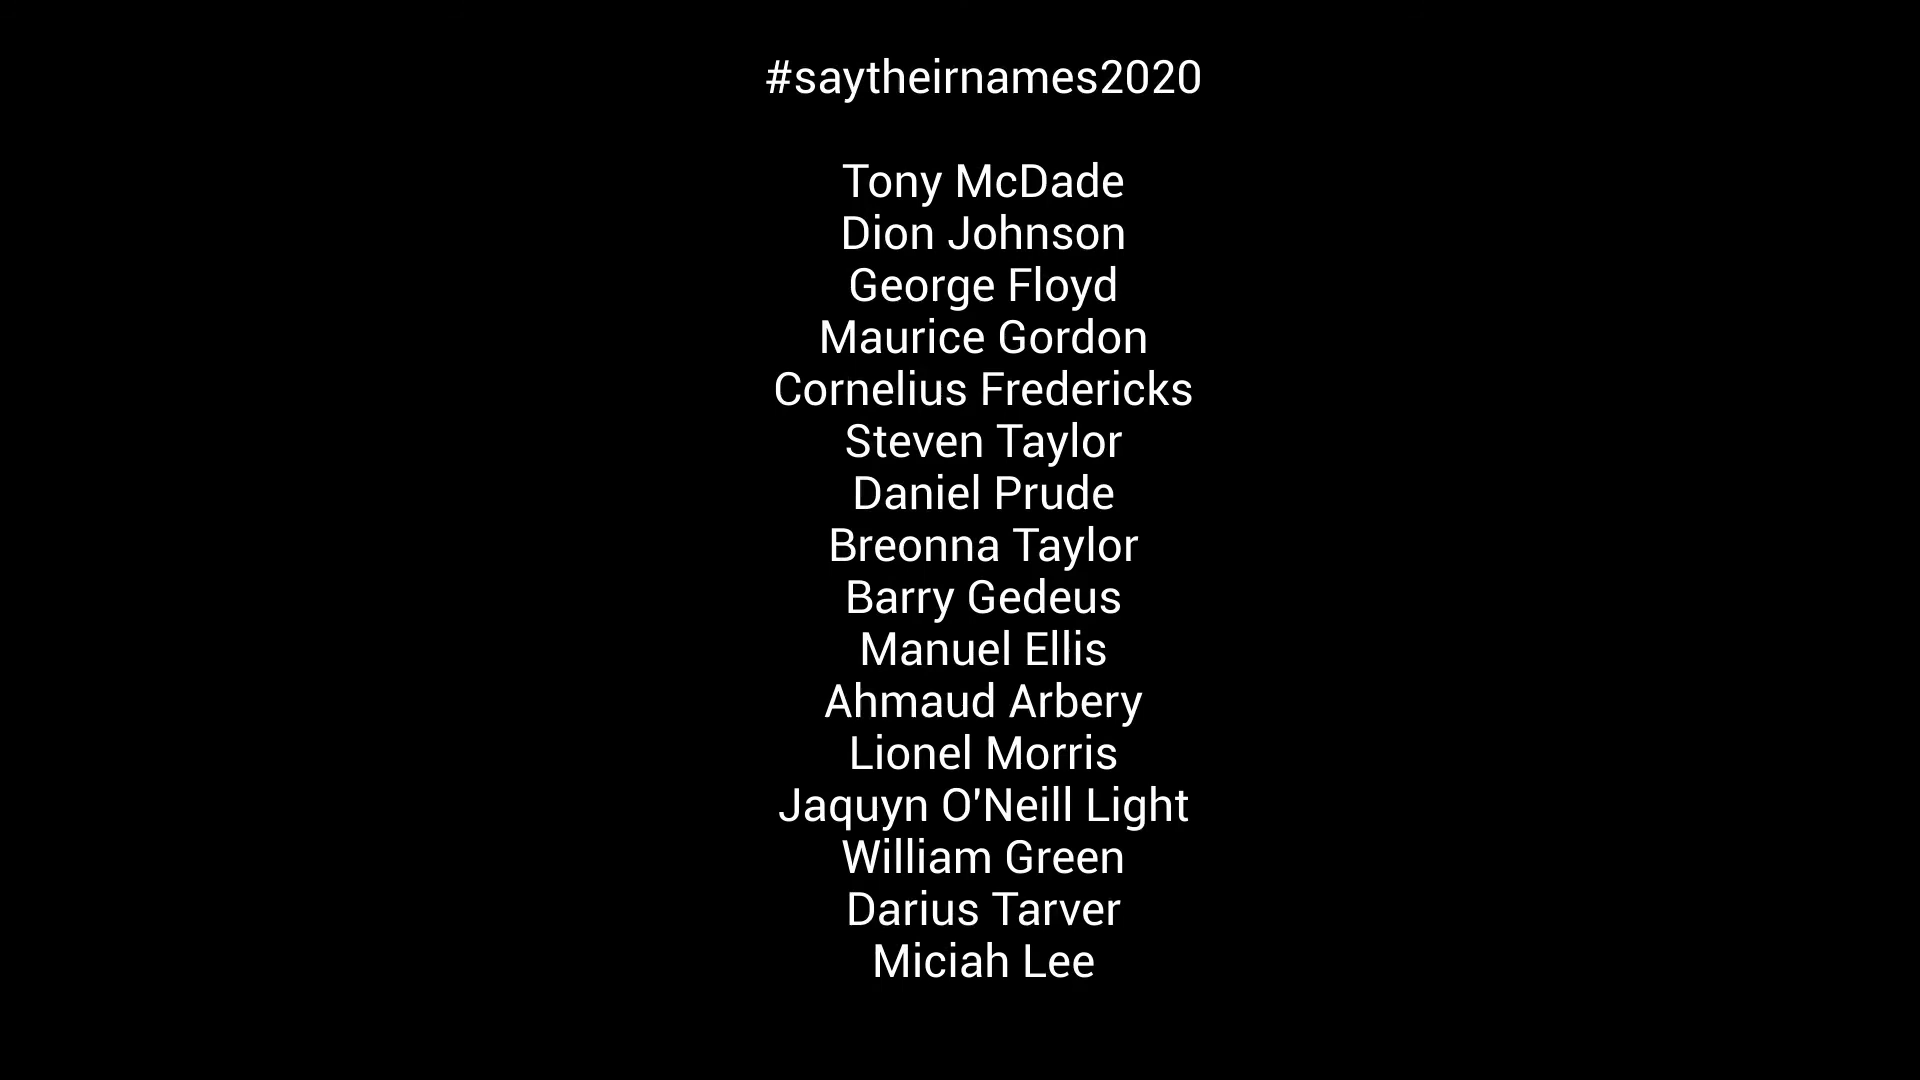 #saytheirnames2020
Tony McDade
Dion Johnson
George Floyd
Maurice Gordon
Cornelius Fredericks
Steven Taylor
Daniel Prude
Breonna Taylor
Barry Gedeus
Manuel Ellis
Ahmaud Arbery
Lionel Morris
Jaquyn O'Neill Light
William Green
Darius Tarver
Miciah Lee